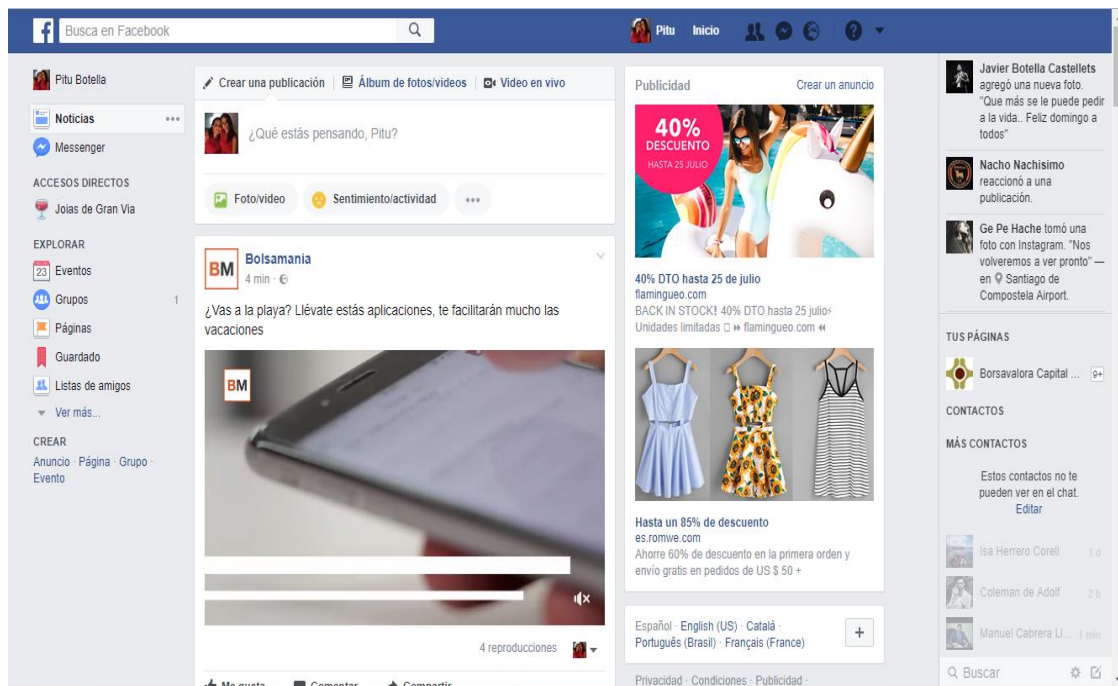 Busca en Facebook
Pitu
Inicio
Pitu Botella
Noticias
Messenger
ACCESOS DIRECTOS
Joias de Gran Via
EXPLORAR
23 Eventos
Grupos 1
Páginas
Guardado
Listas de amigos
Ver más...
CREAR
Anuncio · Página · Grupo ·
Evento
Crear una publicación
Álbum de fotos/videos
Video en vivo
¿Qué estás pensando, Pitu?
Foto/video
Sentimiento/actividad
BM
Bolsamania
4 min
¿Vas a la playa? Llévate estás aplicaciones, te facilitarán mucho las
vacaciones
BM
4 reproducciones
Me gusta
Comentar
Compartir
Publicidad
Crear un anuncio
40%
DESCUENTO
HASTA 25 JULIO
40% DTO hasta 25 de julio
flamingueo.com
BACK IN STOCK! 40% DTO hasta 25 julio⚡
Unidades limitadas ▯ ⏩ flamingueo.com ⏪
Hasta un 85% de descuento
es.romwe.com
Ahorre 60% de descuento en la primera orden y
envío gratis en pedidos de US $ 50 +
Español · English (US) · Català ·
Português (Brasil) · Français (France)
Privacidad · Condiciones · Publicidad ·
Javier Botella Castellets
agregó una nueva foto.
"Que más se le puede pedir
a la vida.. Feliz domingo a
todos"
Nacho Nachisimo
reaccionó a una
publicación.
Ge Pe Hache tomó una
foto con Instagram. "Nos
volveremos a ver pronto" —
en Santiago de
Compostela Airport.
TUS PÁGINAS
Borsavalora Capital ... 9+
CONTACTOS
MÁS CONTACTOS
Estos contactos no te
pueden ver en el chat.
Editar
Isa Herrero Corell 1 d
Coleman de Adolf 2 h
Manuel Cabrera Ll... 1 min
Buscar